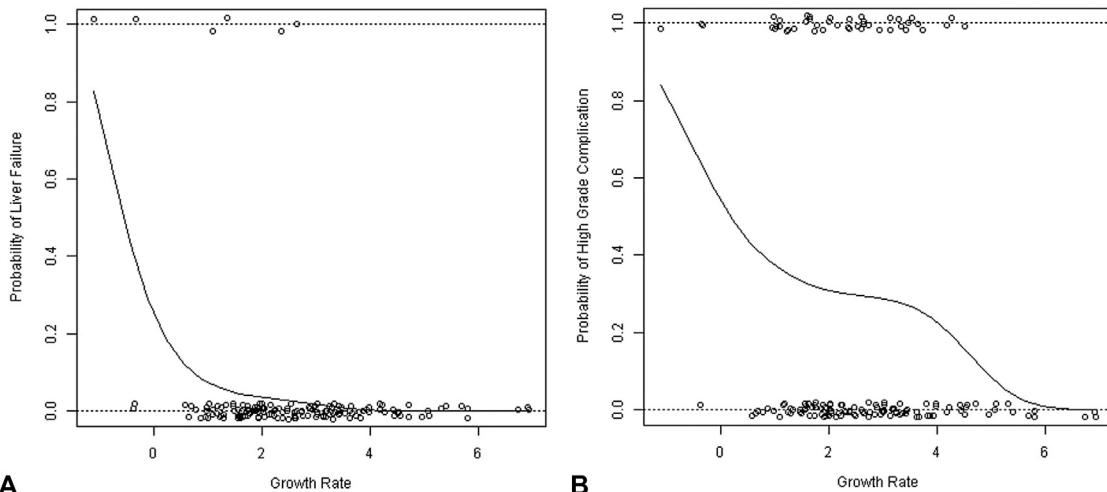 Probability of Liver Failure
1.0
0.8
0.6
0.4
0.2
0.0
0 2 4 6
Growth Rate
A
Probability of High Grade Complication
1.0
0.8
0.6
0.4
0.2
0.0
0 2 4 6
Growth Rate
B